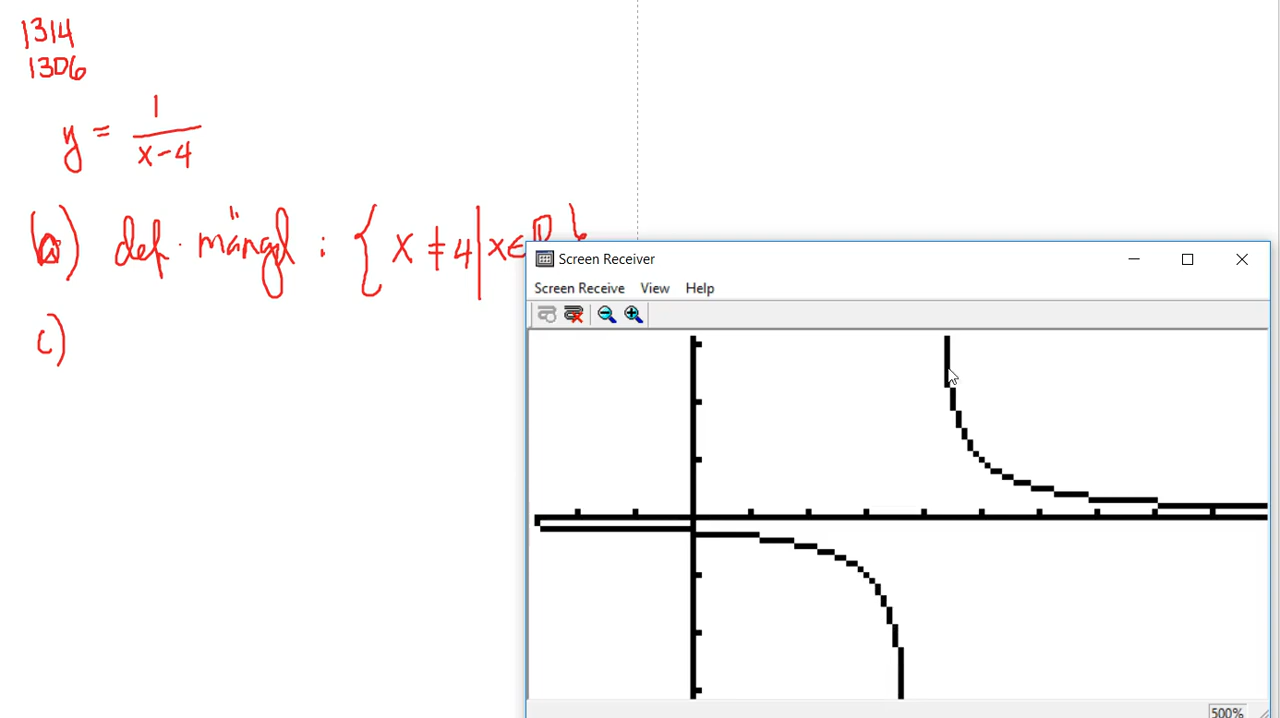 1314
1306
y = 1/(x-4)
b) def. mängd : { x ≠ 4 | x ∈
c)
Screen Receiver
Screen Receive View Help
500%